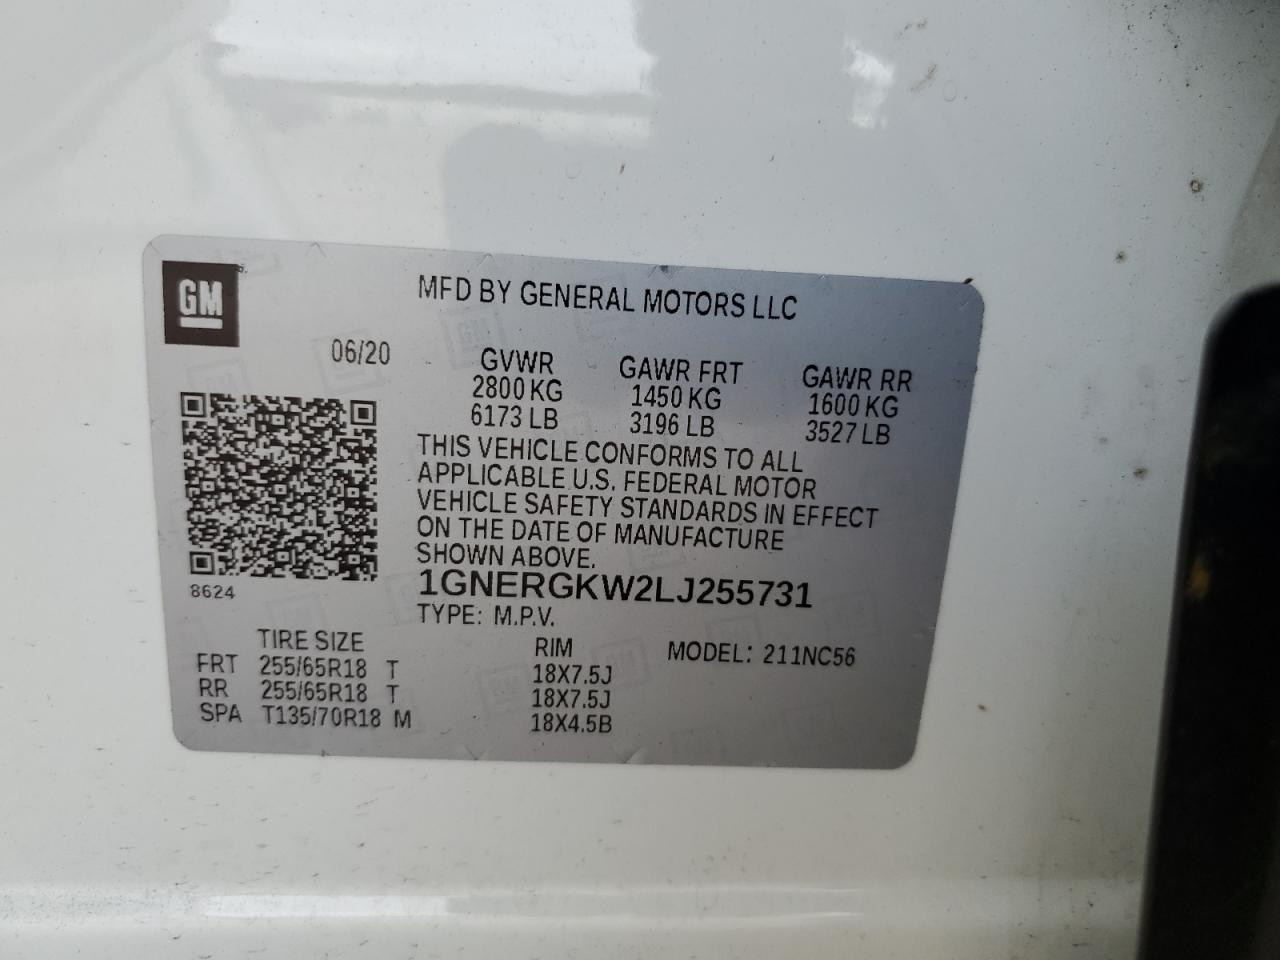 GM
MFD BY GENERAL MOTORS LLC
06/20
GVWR GAWR FRT GAWR RR
2800 KG 1450 KG 1600 KG
6173 LB 3196 LB 3527 LB
THIS VEHICLE CONFORMS TO ALL
APPLICABLE U.S. FEDERAL MOTOR
VEHICLE SAFETY STANDARDS IN EFFECT
ON THE DATE OF MANUFACTURE
SHOWN ABOVE.
8624
1GNERGKW2LJ255731
TYPE: M.P.V.
TIRE SIZE RIM MODEL: 211NC56
FRT 255/65R18 T 18X7.5J
RR 255/65R18 T 18X7.5J
SPA T135/70R18 M 18X4.5B